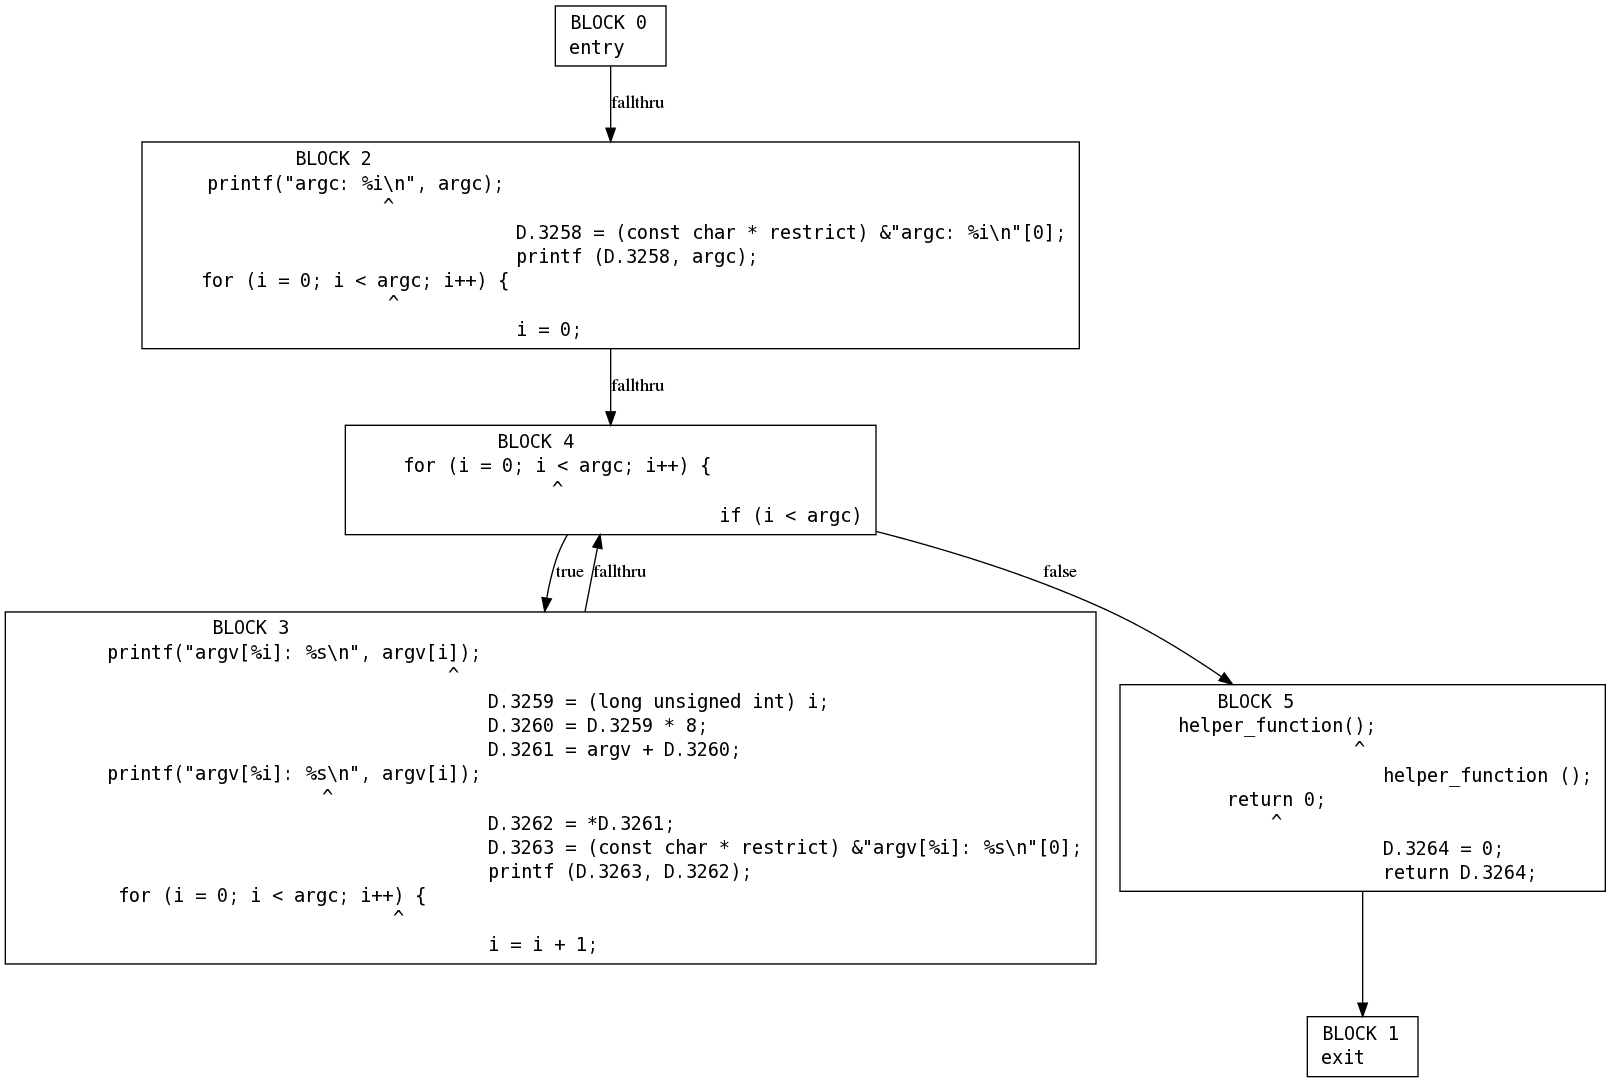 BLOCK 0
entry
fallthru
BLOCK 2
printf("argc: %i\n", argc);
^
D.3258 = (const char * restrict) &"argc: %i\n"[0];
printf (D.3258, argc);
for (i = 0; i < argc; i++) {
^
i = 0;
fallthru
BLOCK 4
for (i = 0; i < argc; i++) {
^
if (i < argc)
true
fallthru
false
BLOCK 3
printf("argv[%i]: %s\n", argv[i]);
^
D.3259 = (long unsigned int) i;
D.3260 = D.3259 * 8;
D.3261 = argv + D.3260;
printf("argv[%i]: %s\n", argv[i]);
^
D.3262 = *D.3261;
D.3263 = (const char * restrict) &"argv[%i]: %s\n"[0];
printf (D.3263, D.3262);
for (i = 0; i < argc; i++) {
^
i = i + 1;
BLOCK 5
helper_function();
^
helper_function ();
return 0;
^
D.3264 = 0;
return D.3264;
BLOCK 1
exit